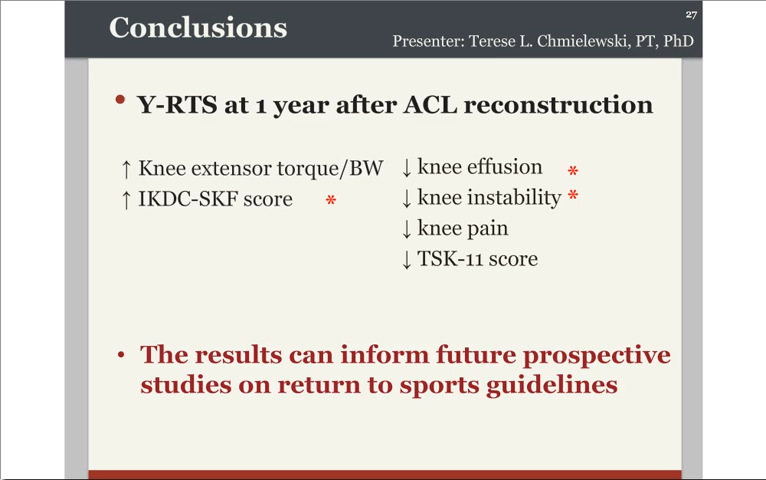 27
Conclusions
Presenter: Terese L. Chmielewski, PT, PhD
• Y-RTS at 1 year after ACL reconstruction
↑ Knee extensor torque/BW
↑ IKDC-SKF score *
↓ knee effusion *
↓ knee instability *
↓ knee pain
↓ TSK-11 score
• The results can inform future prospective
studies on return to sports guidelines